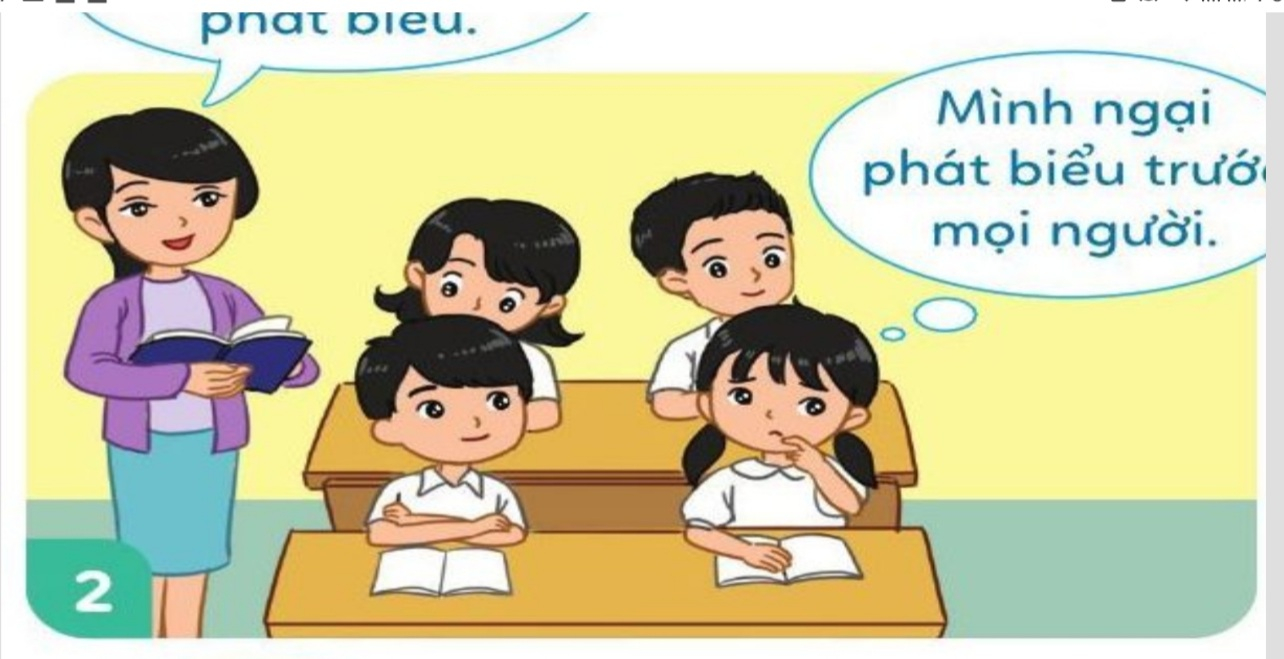 phát biểu.
Mình ngại
phát biểu trướ
mọi người.
2